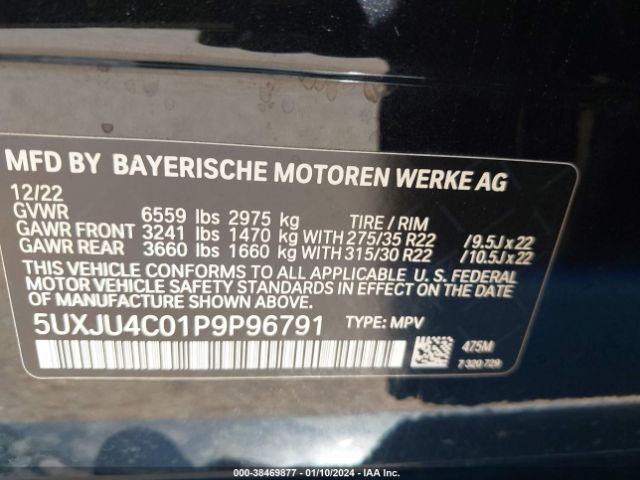 MFD BY BAYERISCHE MOTOREN WERKE AG
12/22
GVWR 6559 lbs 2975 kg TIRE / RIM
GAWR FRONT 3241 lbs 1470 kg WITH 275/35 R22 /9.5J x 22
GAWR REAR 3660 lbs 1660 kg WITH 315/30 R22 /10.5J x 22
THIS VEHICLE CONFORMS TO ALL APPLICABLE U. S. FEDERAL
MOTOR VEHICLE SAFETY STANDARDS IN EFFECT ON THE DATE
OF MANUFACTURE SHOWN ABOVE.
5UXJU4C01P9P96791 TYPE: MPV
475M
7 320 729
© IMAGE - 38469877 - 01/10/2024 - IAA Inc.